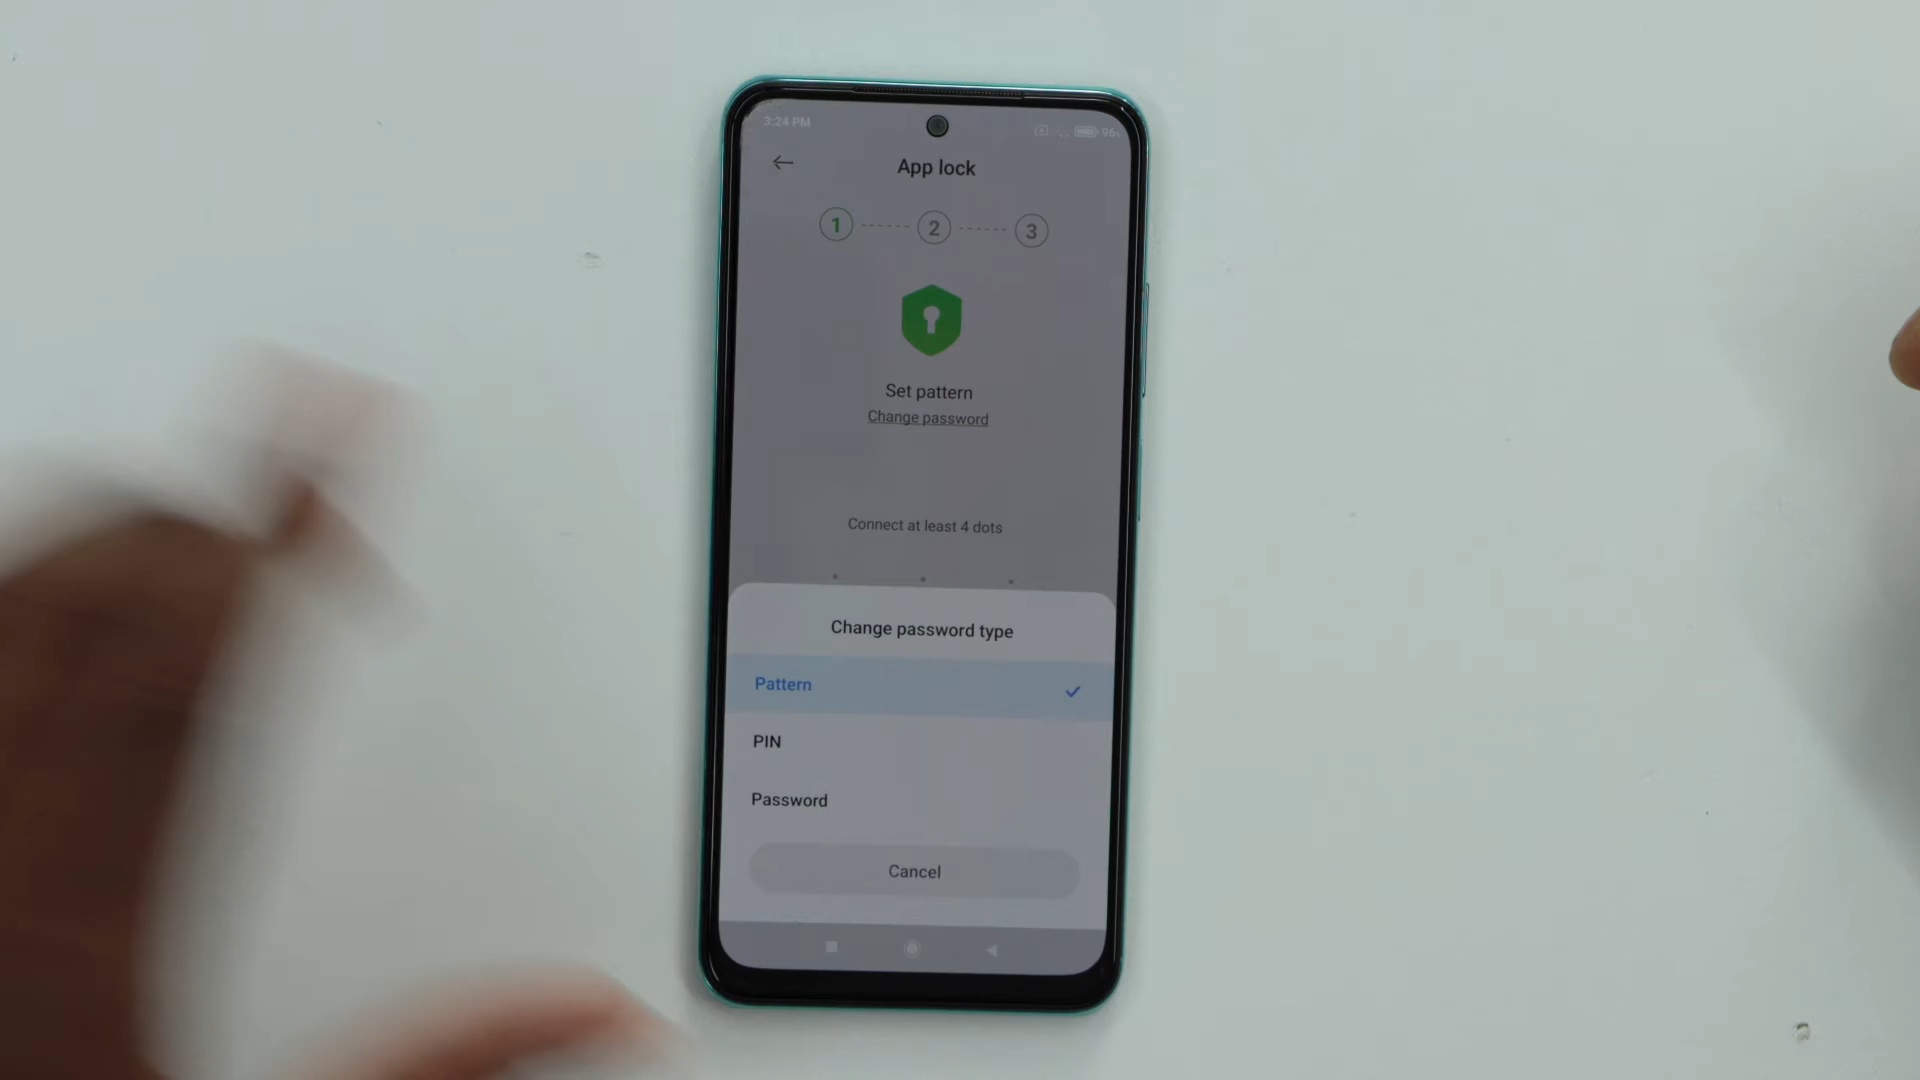 3:24 PM
96
App lock
1
2
3
Set pattern
Change password
Connect at least 4 dots
Change password type
Pattern
PIN
Password
Cancel